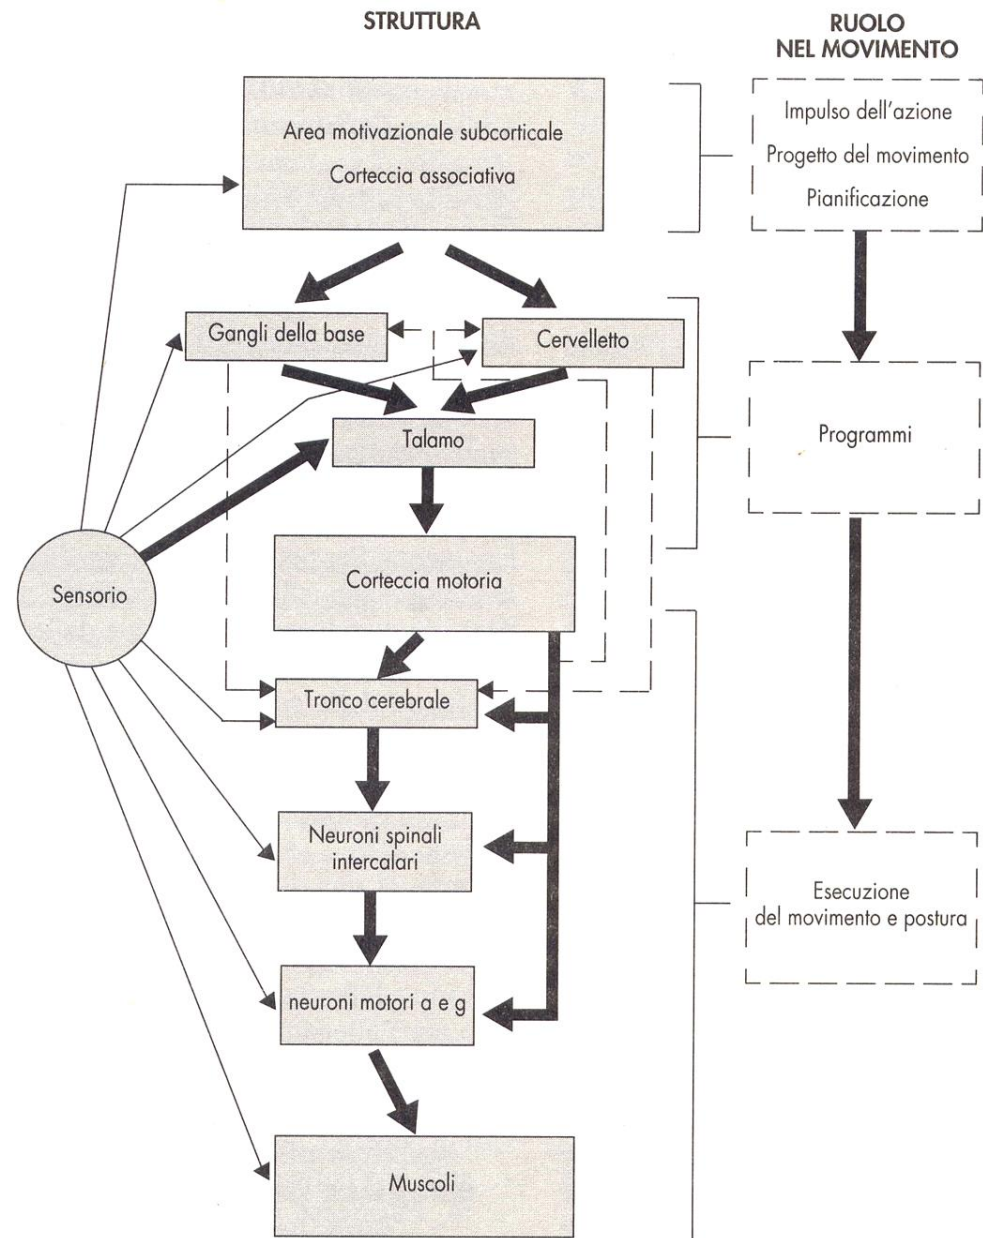 STRUTTURA
RUOLO
NEL MOVIMENTO
Area motivazionale subcorticale
Corteccia associativa
Impulso dell'azione
Progetto del movimento
Pianificazione
Gangli della base
Cervelletto
Talamo
Programmi
Corteccia motoria
Sensorio
Tronco cerebrale
Neuroni spinali
intercalari
Esecuzione
del movimento e postura
neuroni motori a e g
Muscoli